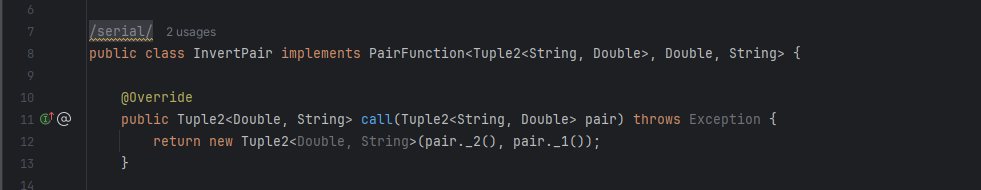 6
7 /serial/ 2 usages
8 public class InvertPair implements PairFunction<Tuple2<String, Double>, Double, String> {
9
10 @Override
11 @ public Tuple2<Double, String> call(Tuple2<String, Double> pair) throws Exception {
12 return new Tuple2<Double, String>(pair._2(), pair._1());
13 }
14